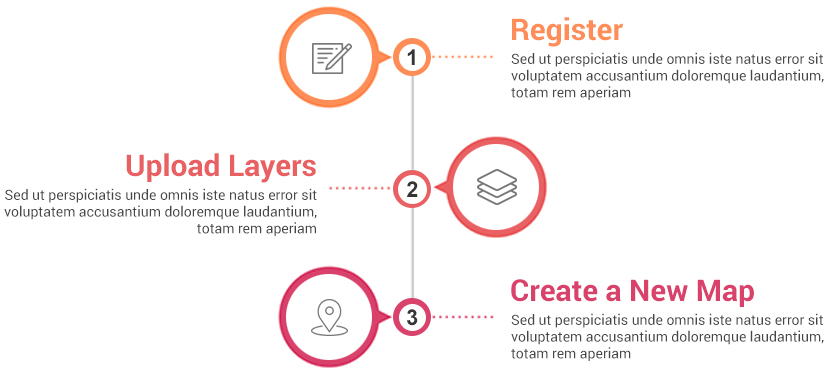 1
Register
Sed ut perspiciatis unde omnis iste natus error sit
voluptatem accusantium doloremque laudantium,
totam rem aperiam
Upload Layers
Sed ut perspiciatis unde omnis iste natus error sit
voluptatem accusantium doloremque laudantium,
totam rem aperiam
2
3
Create a New Map
Sed ut perspiciatis unde omnis iste natus error sit
voluptatem accusantium doloremque laudantium,
totam rem aperiam